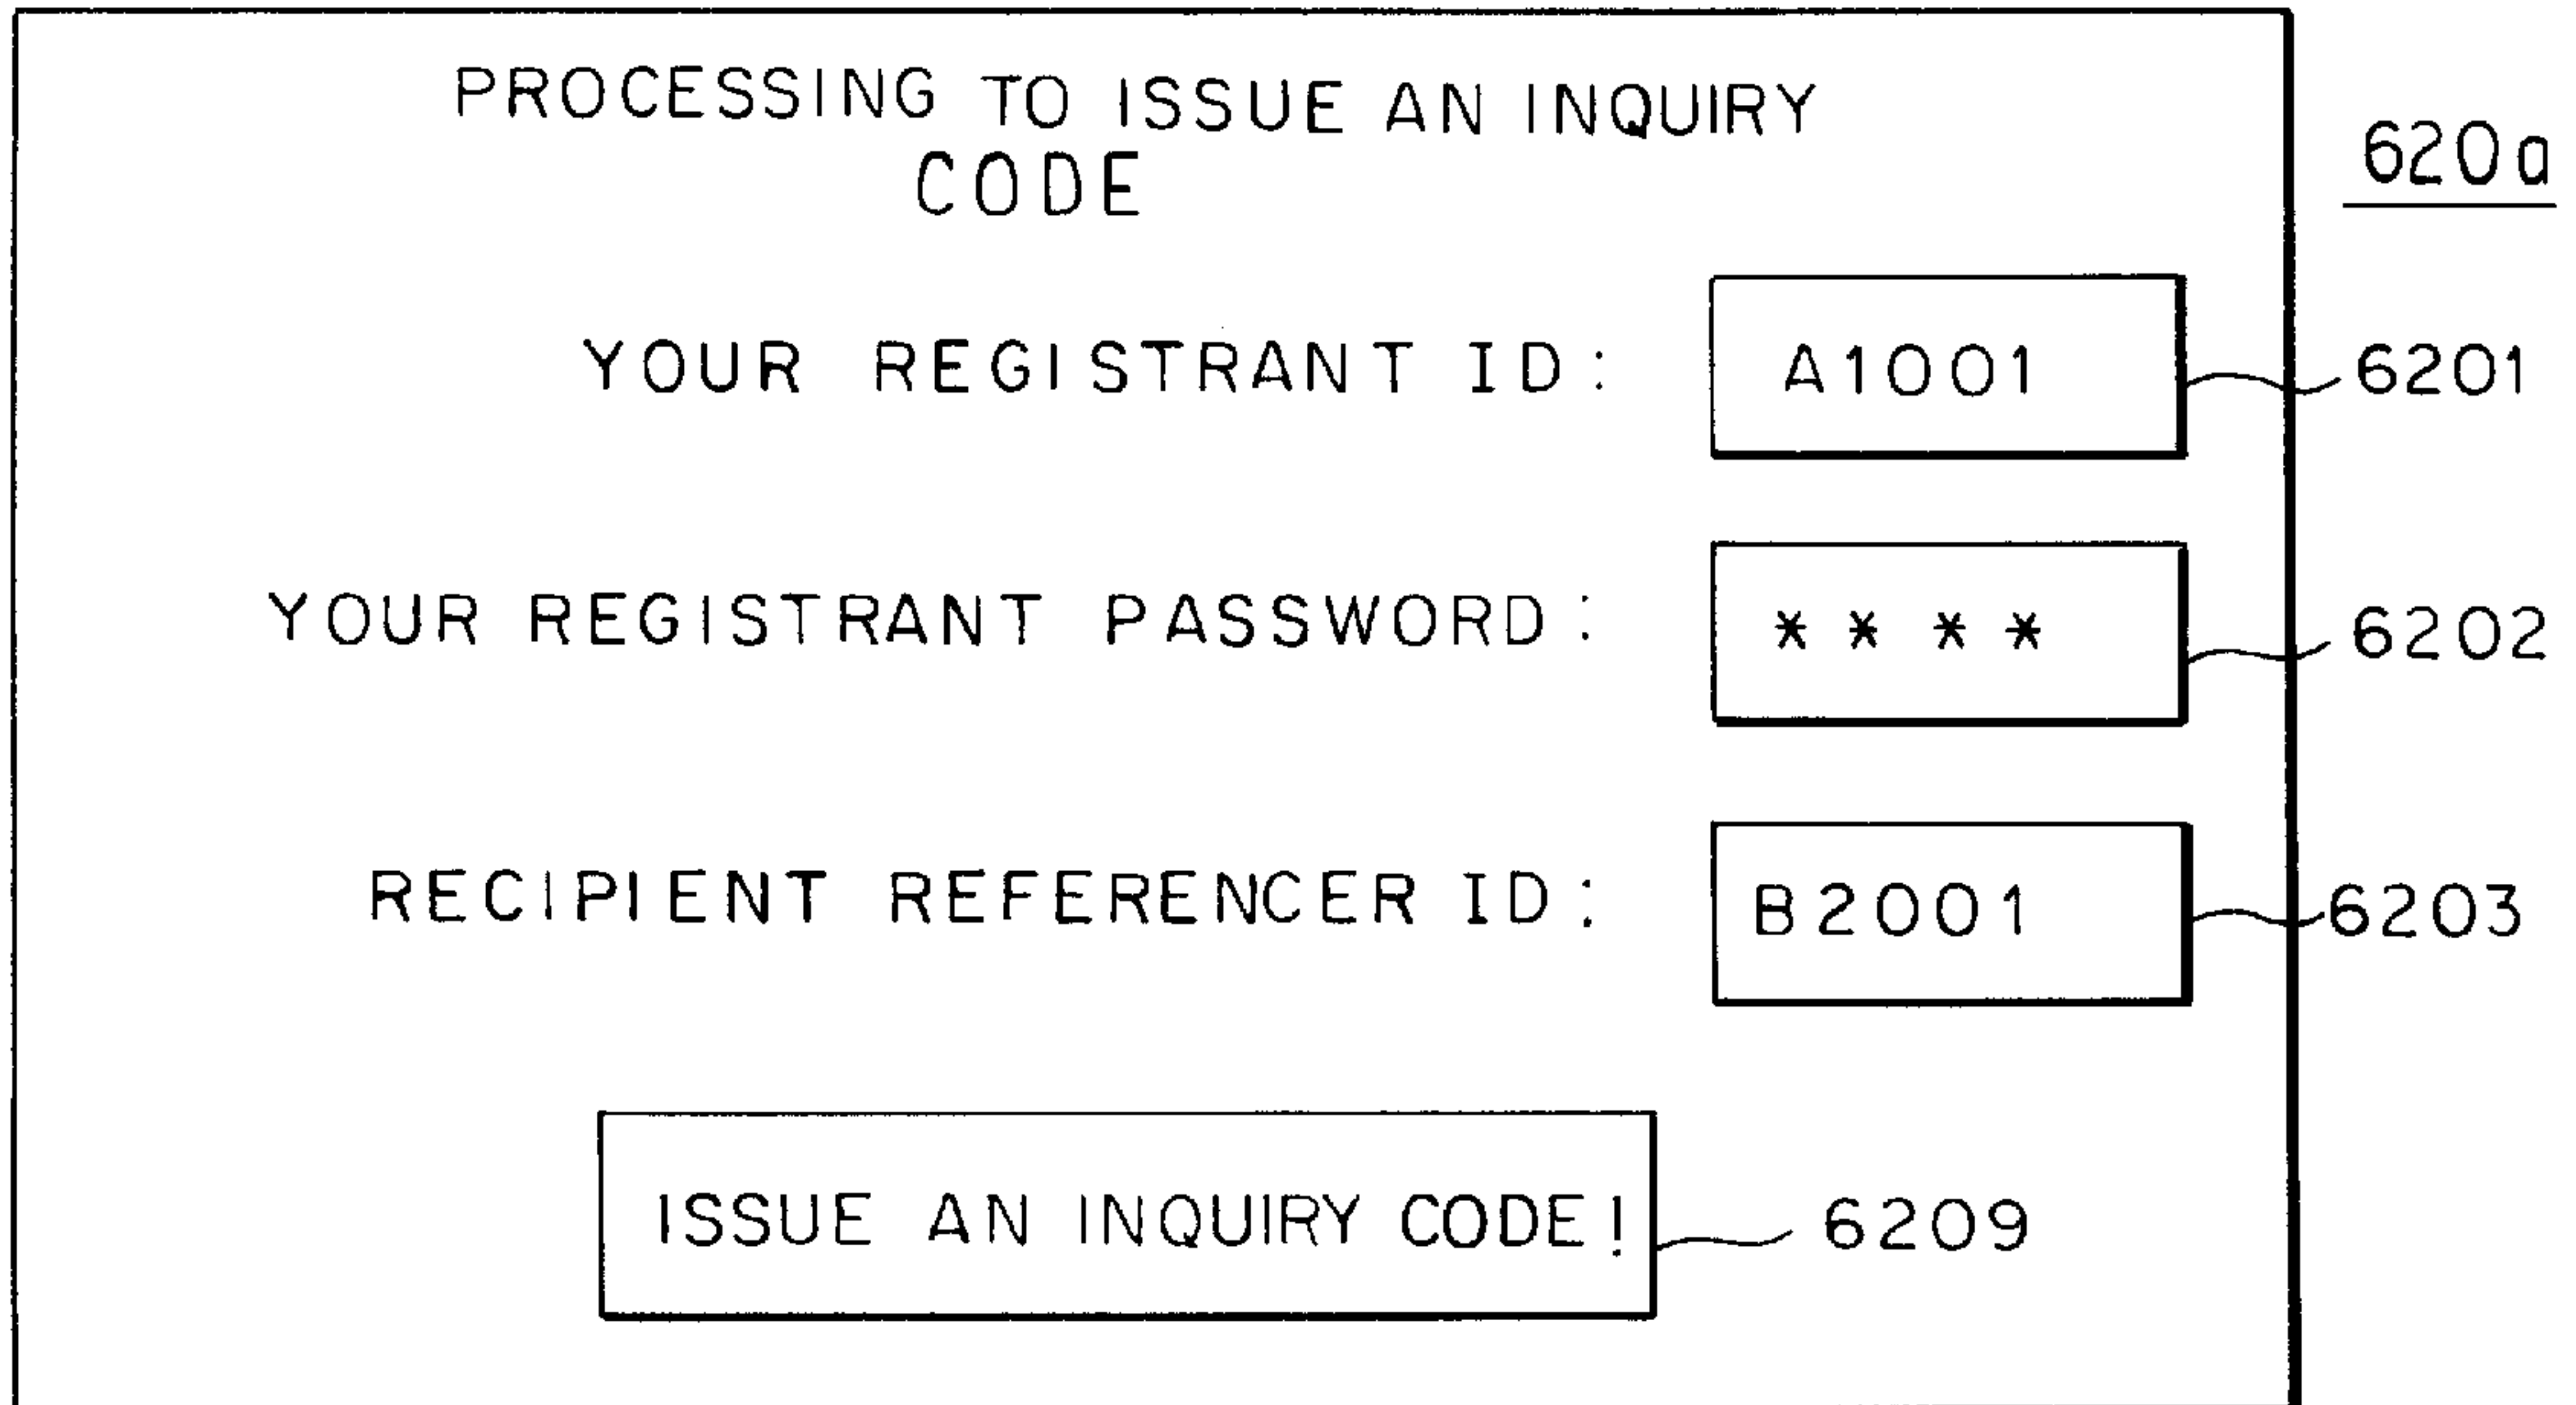 PROCESSING TO ISSUE AN INQUIRY
CODE
620a
YOUR REGISTRANT ID: A1001 6201
YOUR REGISTRANT PASSWORD: * * * * 6202
RECIPIENT REFERENCER ID: B2001 6203
ISSUE AN INQUIRY CODE! 6209